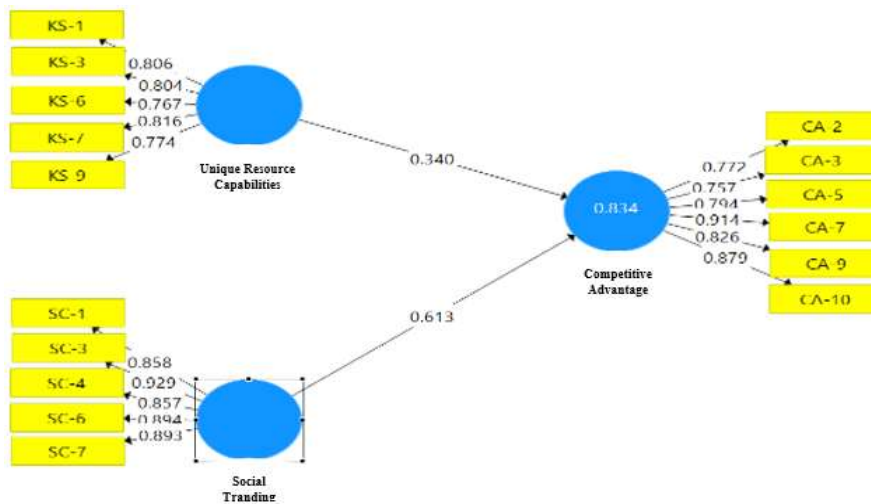 KS-1
KS-3
KS-6
KS-7
KS-9
0.806
0.804
0.767
0.816
0.774
Unique Resource
Capabilities
0.340
0.834
Competitive
Advantage
0.772
0.757
0.794
0.914
0.826
0.879
CA-2
CA-3
CA-5
CA-7
CA-9
CA-10
0.613
SC-1
SC-3
SC-4
SC-6
SC-7
0.858
0.929
0.857
0.894
0.893
Social
Tranding